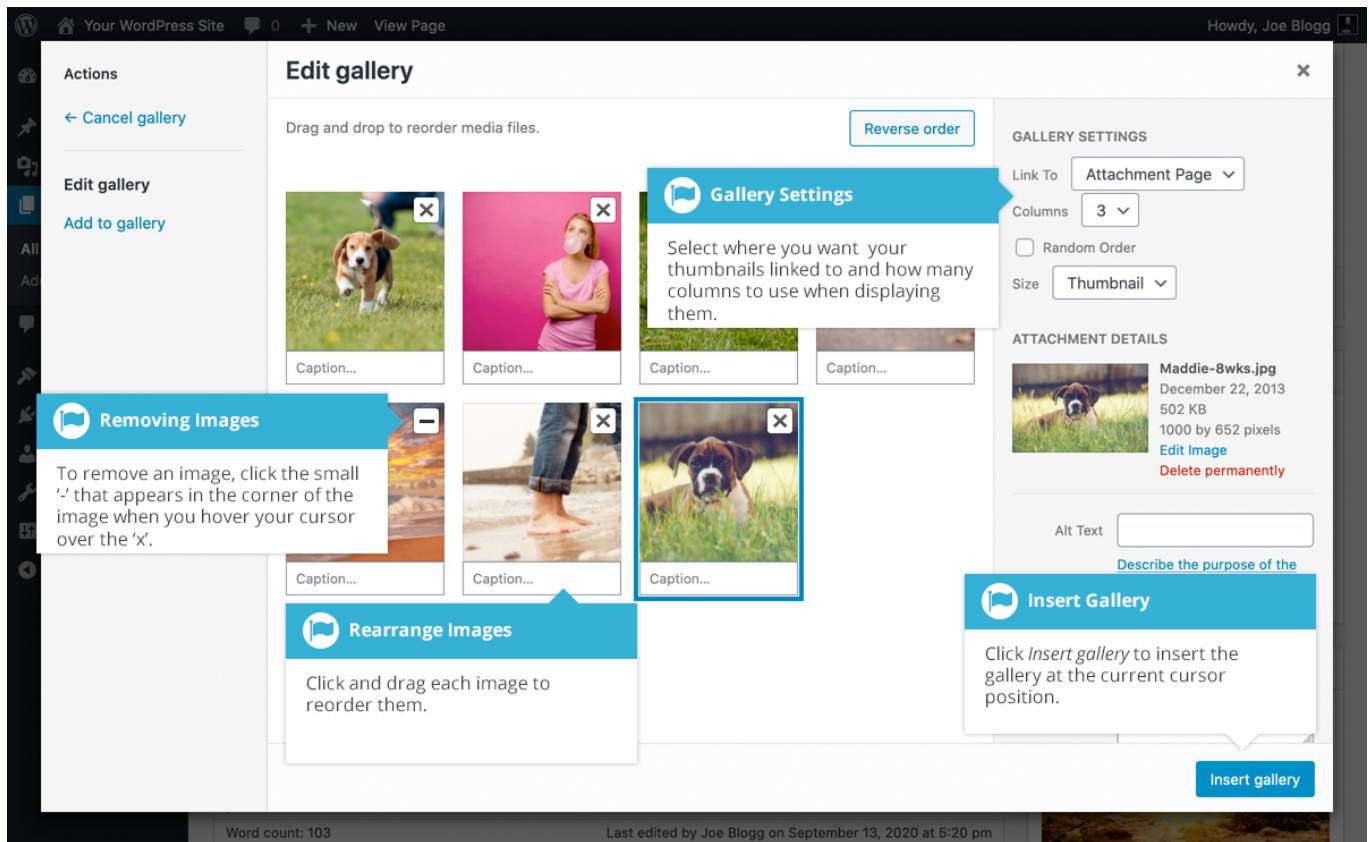 Your WordPress Site 0 + New View Page
Howdy, Joe Blogg
Actions
← Cancel gallery
Edit gallery
Add to gallery
All
Edit gallery
Drag and drop to reorder media files.
Reverse order
Caption...
Caption...
Caption...
Caption...
Caption...
Caption...
Caption...
Gallery Settings
Select where you want your
thumbnails linked to and how many
columns to use when displaying
them.
Removing Images
To remove an image, click the small
‘-’ that appears in the corner of the
image when you hover your cursor
over the ‘x’.
Rearrange Images
Click and drag each image to
reorder them.
GALLERY SETTINGS
Link To Attachment Page
Columns 3
Random Order
Size Thumbnail
ATTACHMENT DETAILS
Maddie-8wks.jpg
December 22, 2013
502 KB
1000 by 652 pixels
Edit Image
Delete permanently
Alt Text
Describe the purpose of the
Insert Gallery
Click Insert gallery to insert the
gallery at the current cursor
position.
Insert gallery
Word count: 103
Last edited by Joe Blogg on September 13, 2020 at 5:20 pm